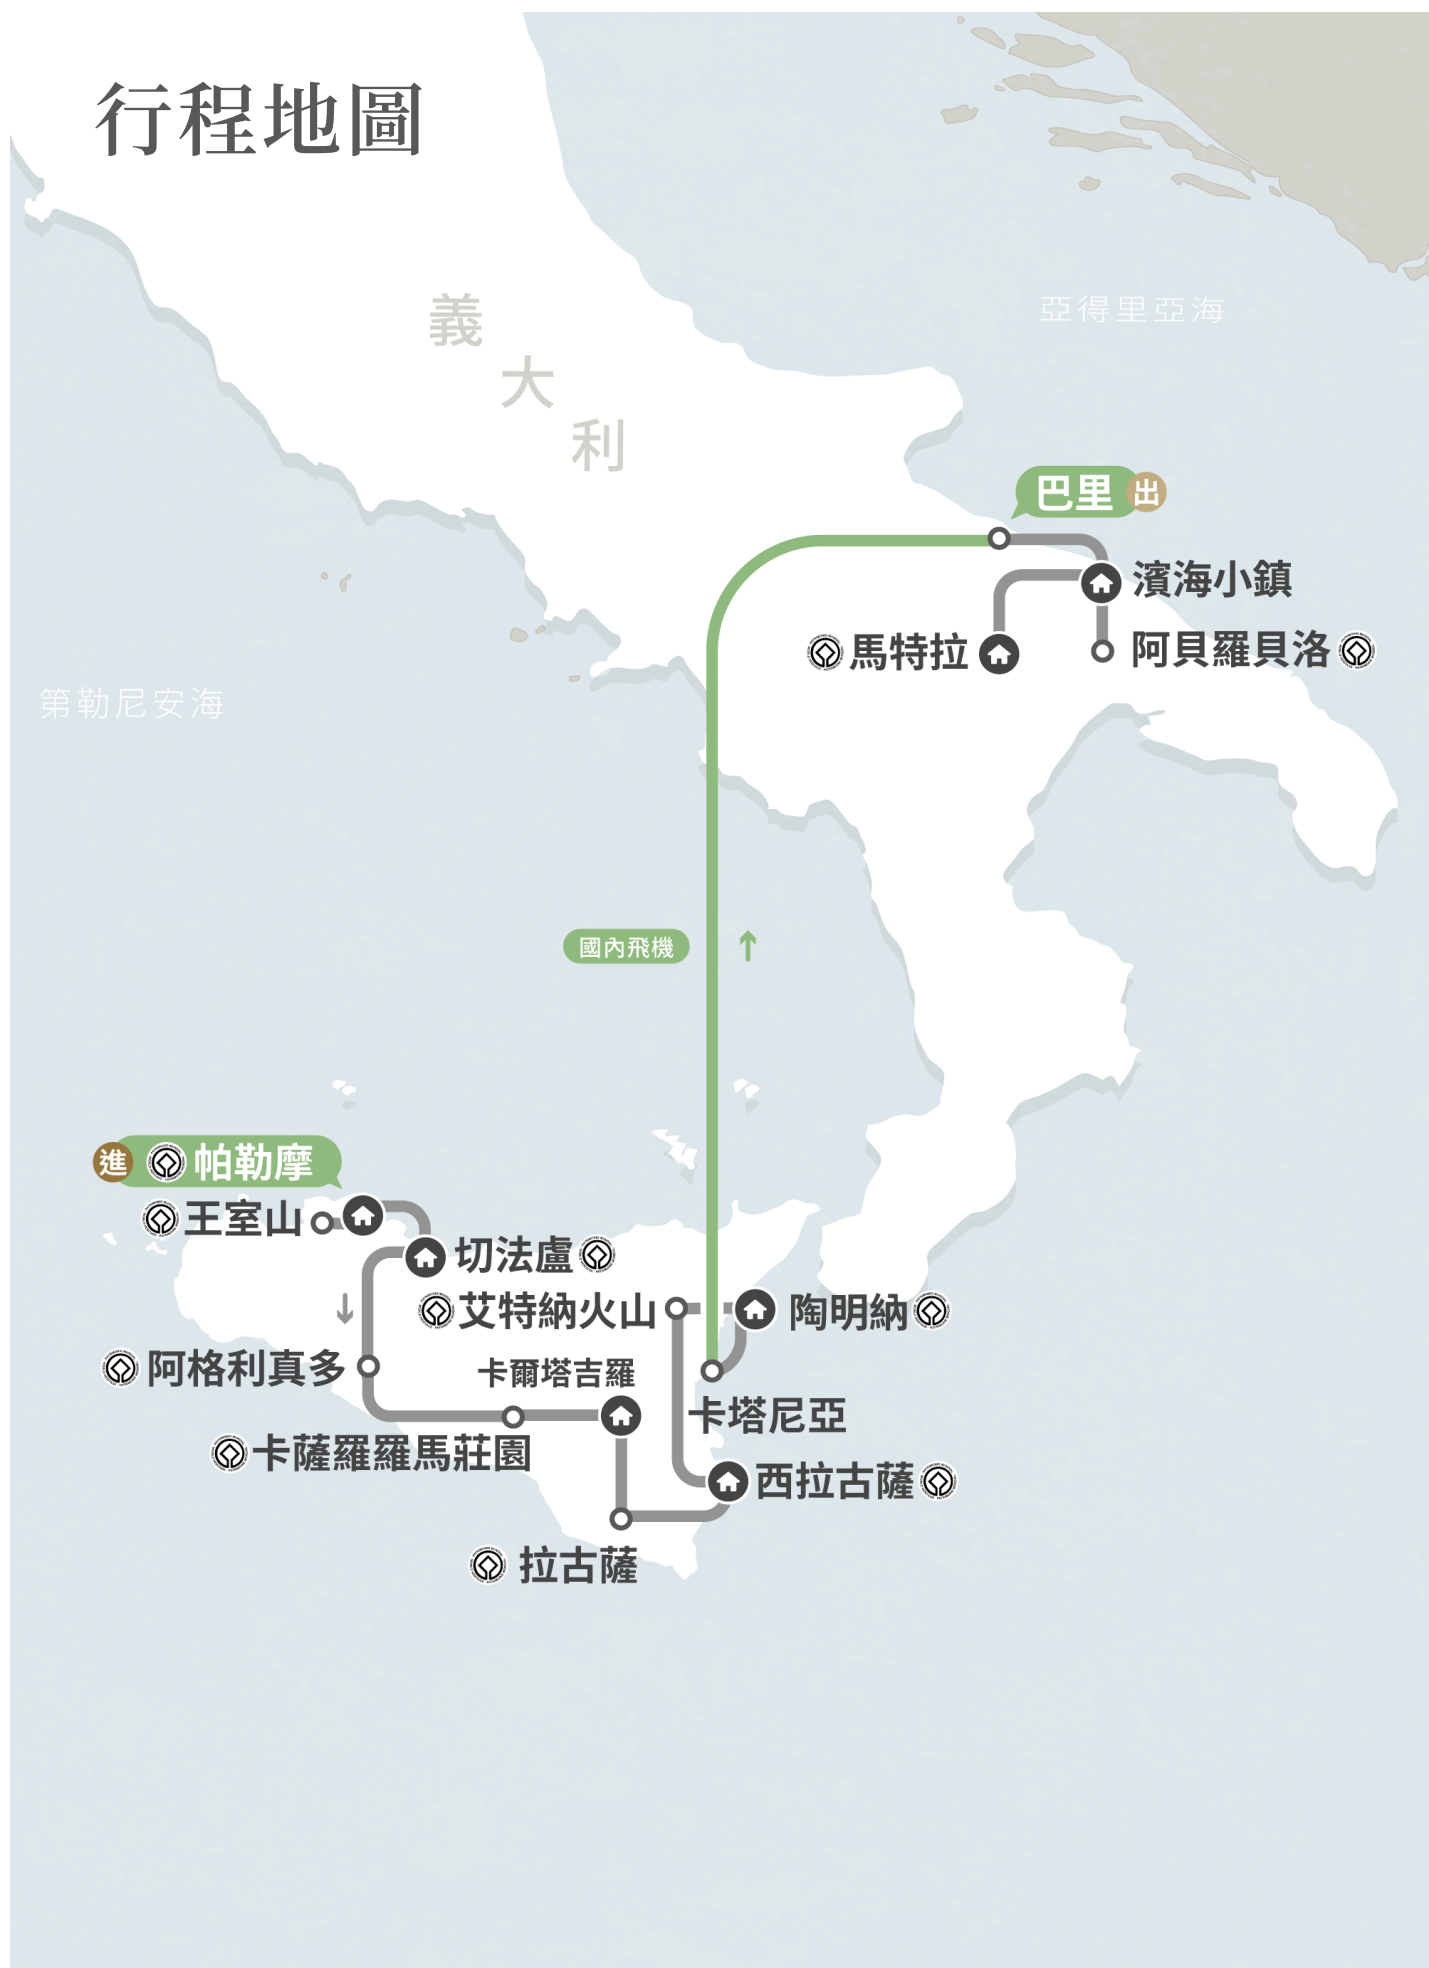 行程地圖
義
大
利
亞得里亞海
巴里 出
濱海小鎮
馬特拉
阿貝羅貝洛
第勒尼安海
國內飛機
進 帕勒摩
王室山
切法盧
艾特納火山
陶明納
阿格利真多
卡爾塔吉羅
卡塔尼亞
卡薩羅羅馬莊園
西拉古薩
拉古薩